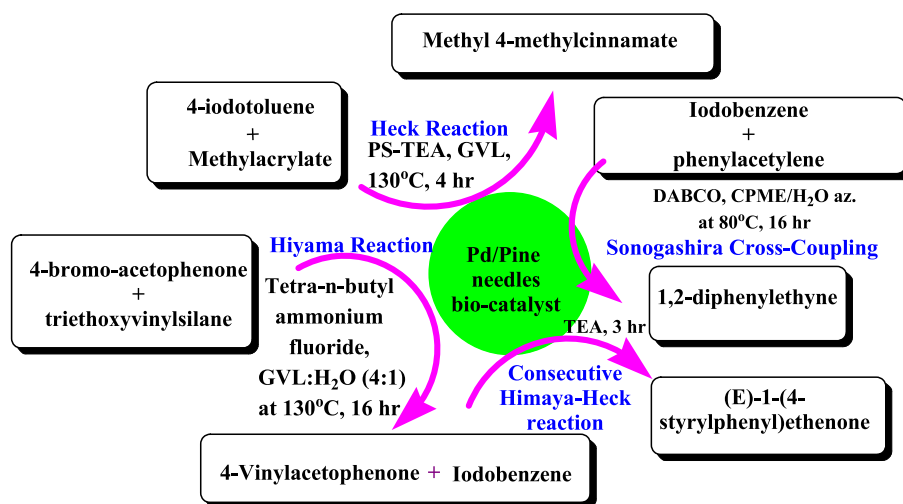 Methyl 4-methylcinnamate
4-iodotoluene
+
Methylacrylate
Heck Reaction
PS-TEA, GVL,
130°C, 4 hr
Iodobenzene
+
phenylacetylene
DABCO, CPME/H₂O az.
at 80°C, 16 hr
Sonogashira Cross-Coupling
1,2-diphenylethyne
Pd/Pine
needles
bio-catalyst
Hiyama Reaction
4-bromo-acetophenone
+
triethoxyvinylsilane
Tetra-n-butyl
ammonium
fluoride,
GVL:H₂O (4:1)
at 130°C, 16 hr
TEA, 3 hr
Consecutive
Himaya-Heck
reaction
(E)-1-(4-
styrylphenyl)ethenone
4-Vinylacetophenone + Iodobenzene